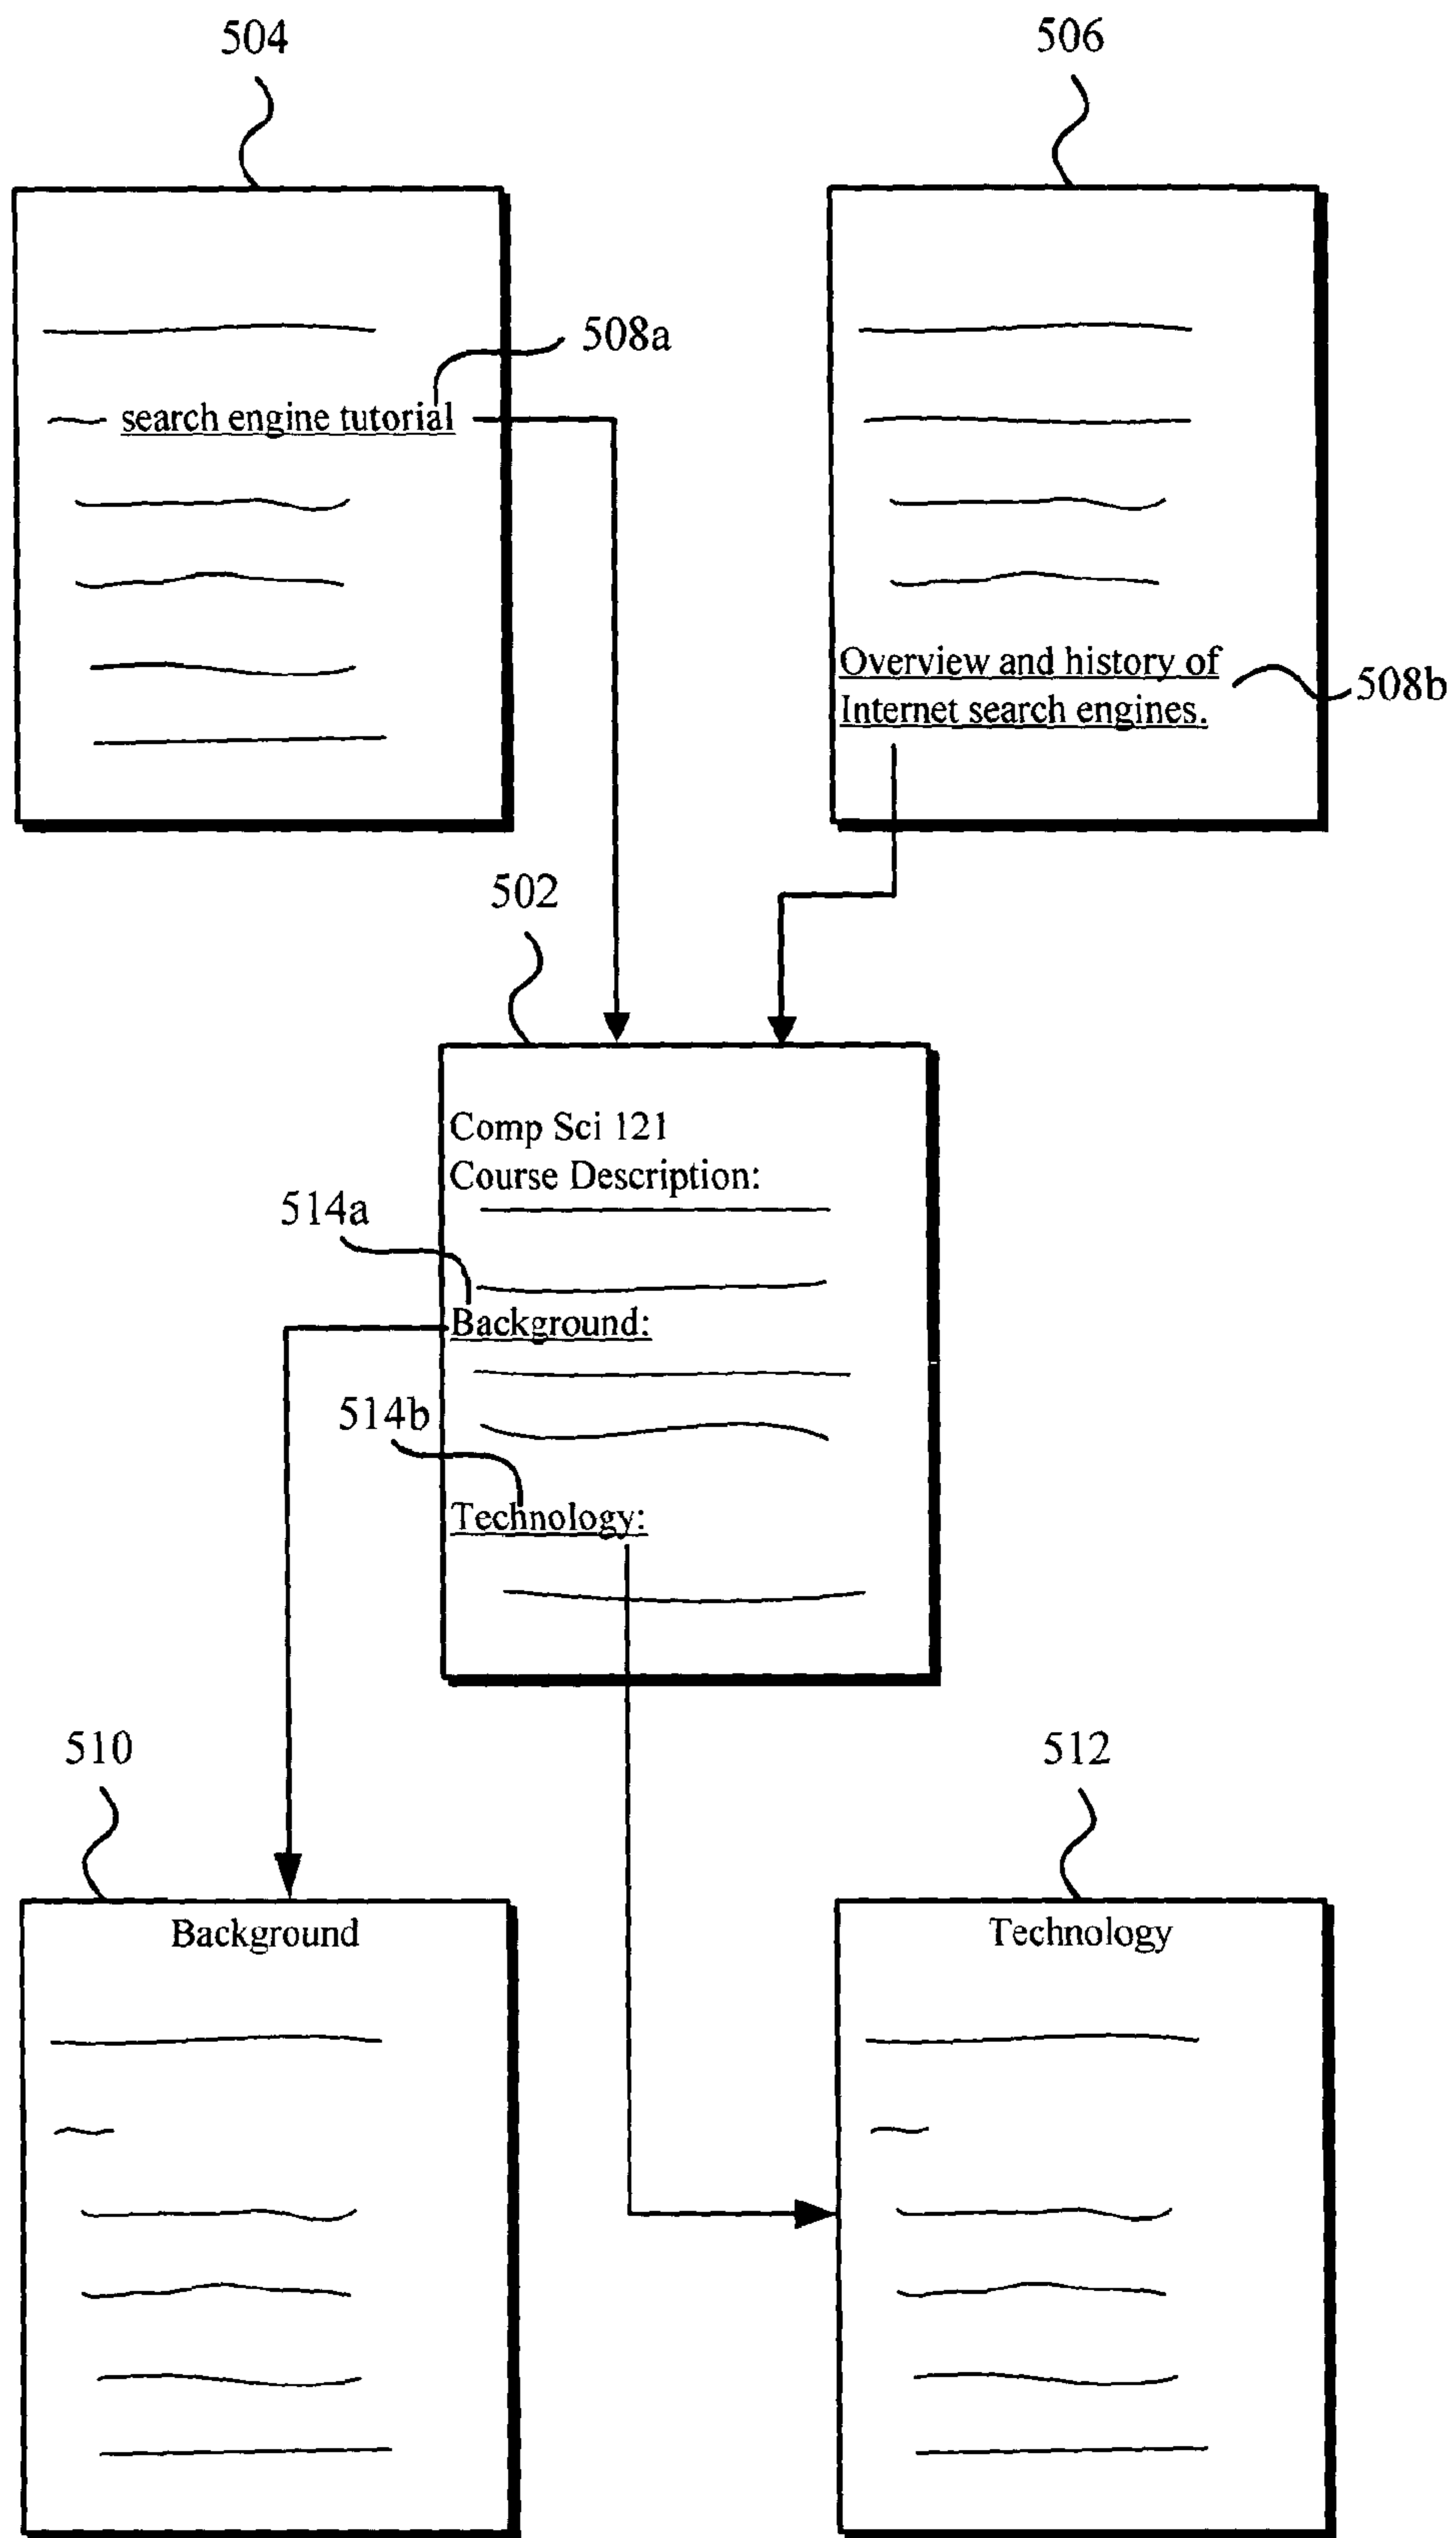 504
506
508a
search engine tutorial
Overview and history of
Internet search engines.
508b
502
Comp Sci 121
Course Description:
514a
Background:
514b
Technology:
510
512
Background
Technology